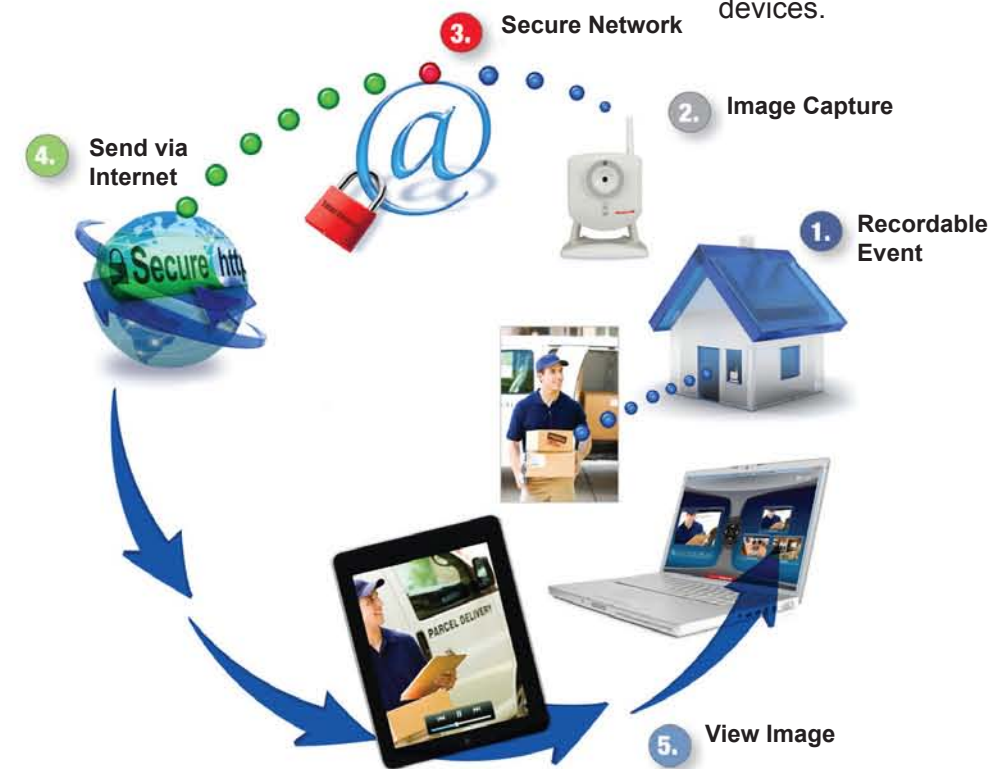 devices.
3. Secure Network
2. Image Capture
4. Send via
Internet
1. Recordable
Event
Secure http
PARCEL DELIVERY
5. View Image